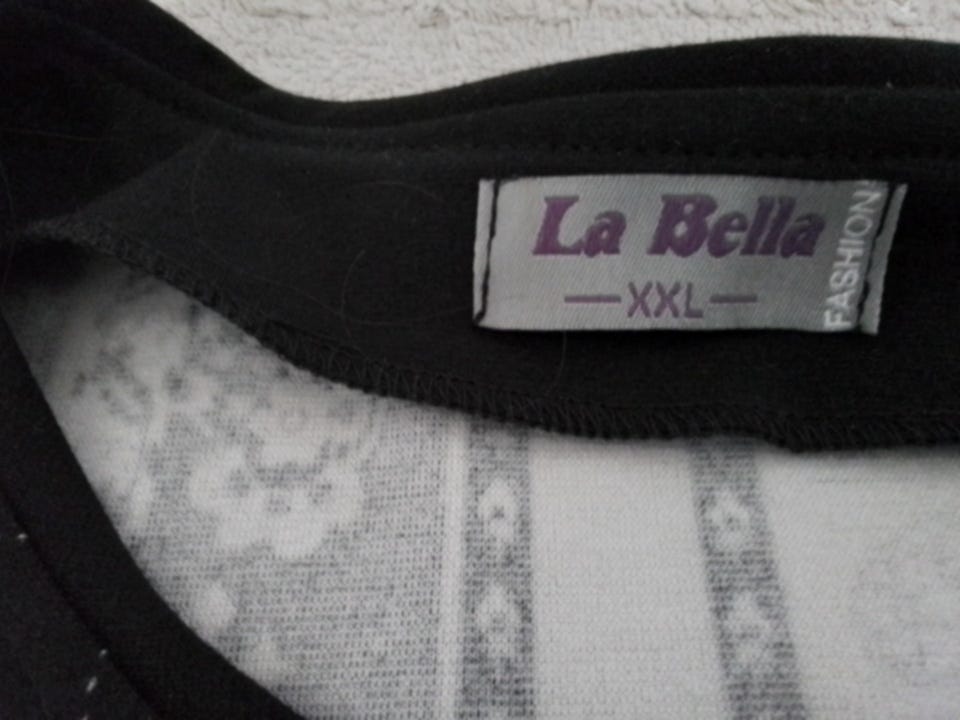 La Bella
—XXL—
FASHION